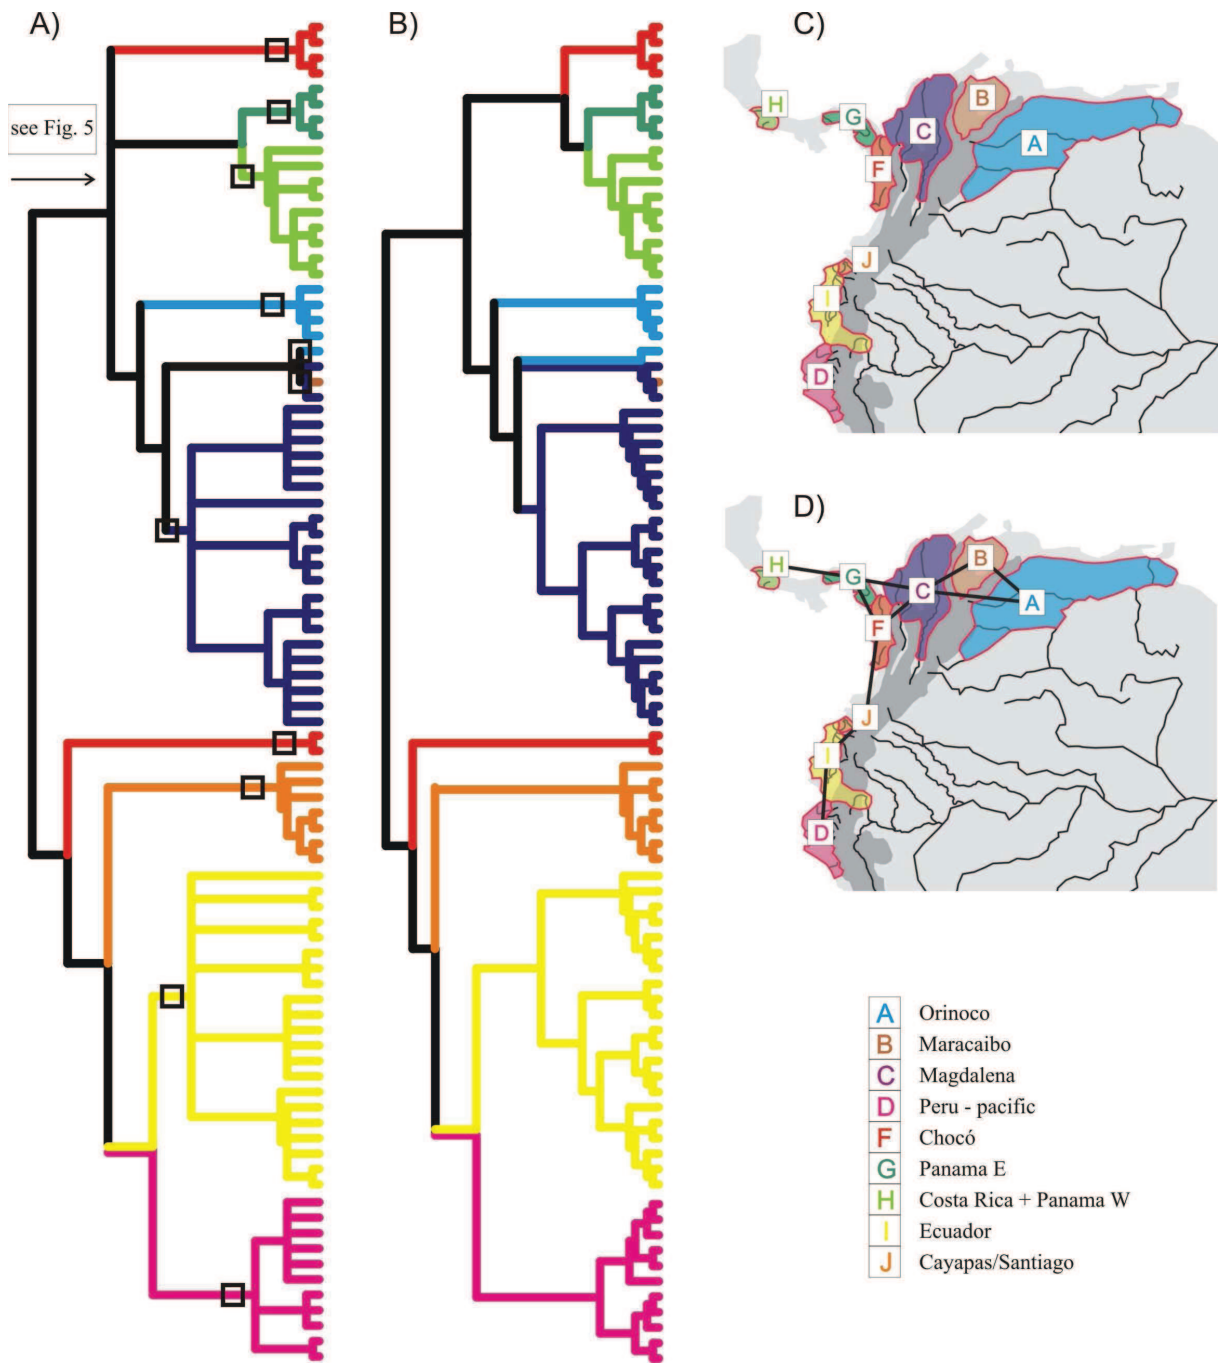 A)
B)
C)
see Fig. 5
H
G
C
B
A
F
J
I
D
D)
H
G
C
B
A
F
J
I
D
A Orinoco
B Maracaibo
C Magdalena
D Peru - pacific
F Chocó
G Panama E
H Costa Rica + Panama W
I Ecuador
J Cayapas/Santiago